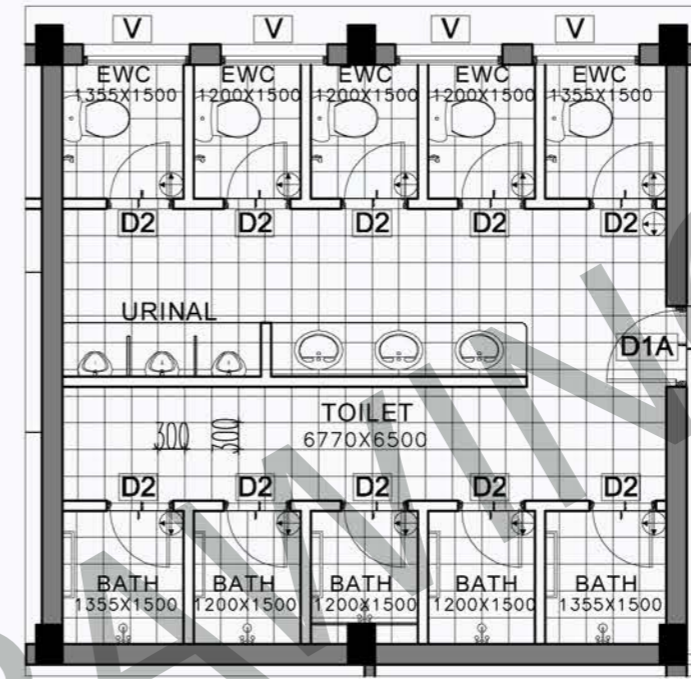 V V V V
EWC EWC EWC EWC EWC
1355X1500 1200X1500 1200X1500 1200X1500 1355X1500
D2 D2 D2 D2 D2
URINAL
D1A
TOILET
6770X6500
300 300
D2 D2 D2 D2 D2
BATH BATH BATH BATH BATH
1355X1500 1200X1500 1200X1500 1200X1500 1355X1500